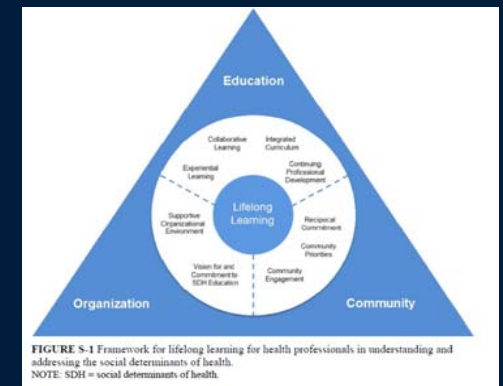 Education
Collaborative
Learning
Integrated
Curriculum
Experiential
Learning
Continuing
Professional
Development
Lifelong
Learning
Supportive
Organizational
Environment
Reciprocal
Commitment
Community
Priorities
Vision for and
Commitment to
SDH Education
Community
Engagement
Organization
Community
FIGURE S-1 Framework for lifelong learning for health professionals in understanding and
addressing the social determinants of health.
NOTE: SDH = social determinants of health.